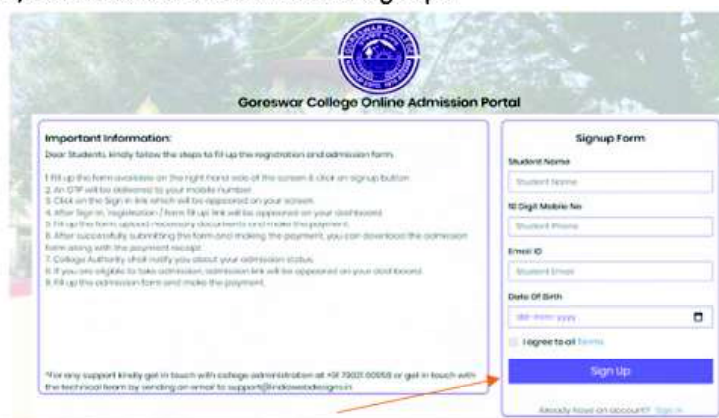 GORESWAR COLLEGE
Goreswar College Online Admission Portal
Important Information:
Dear Students, kindly follow the steps to fill up the registration and admission form.
1. Fill up the form available on the right hand side of the screen & click on signup button.
2. An OTP will be delivered to your mobile number.
3. Click on the Sign in link which will be appeared on your screen.
4. After Sign in, registration / form fill up link will be appeared on your dashboard.
5. Fill up the form, upload necessary documents and make the payment.
6. After successfully submitting the form and making the payment, you can download the admission
form along with the payment receipt.
7. College Authority shall notify you about your admission status.
8. If you are eligible to take admission, admission link will be appeared on your dashboard.
9. Fill up the admission form and make the payment.
*For any support kindly get in touch with college administration at +91 or get in touch with
the technical team by sending an email to support@indiawebdesigns.in
Signup Form
Student Name
Student Name
10 Digit Mobile No
Student Phone
Email ID
Student Email
Date Of Birth
dd-mm-yyyy
I agree to all Terms
Sign Up
Already have an account? Sign in